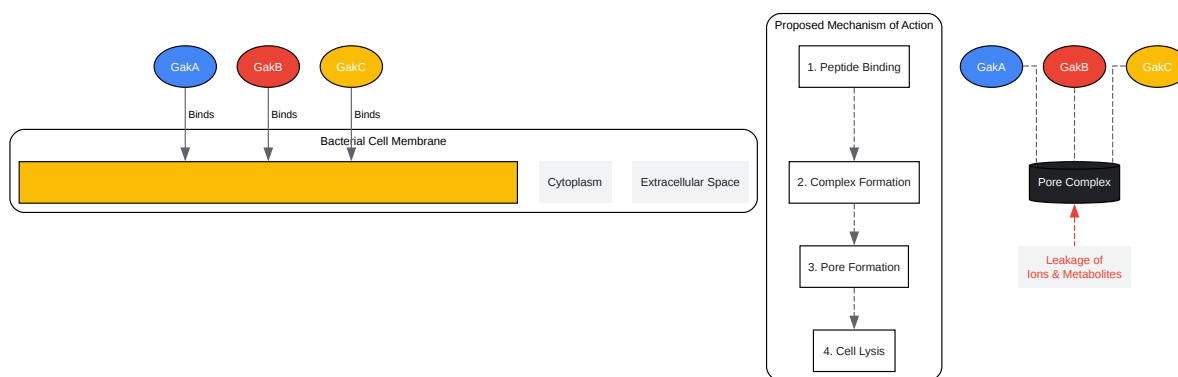 GakA
GakB
GakC
Binds
Binds
Binds
Bacterial Cell Membrane
Cytoplasm
Extracellular Space
Proposed Mechanism of Action
1. Peptide Binding
2. Complex Formation
3. Pore Formation
4. Cell Lysis
GakA
GakB
GakC
Pore Complex
Leakage of
Ions & Metabolites